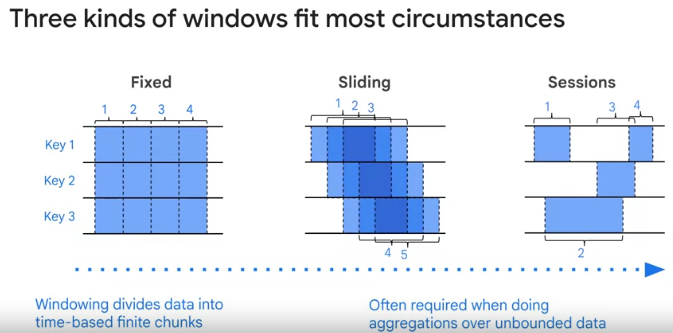 Three kinds of windows fit most circumstances
Fixed
Sliding
Sessions
1 2 3 4
1 2 3
1 3 4
Key 1
Key 2
Key 3
4 5
2
Windowing divides data into
time-based finite chunks
Often required when doing
aggregations over unbounded data